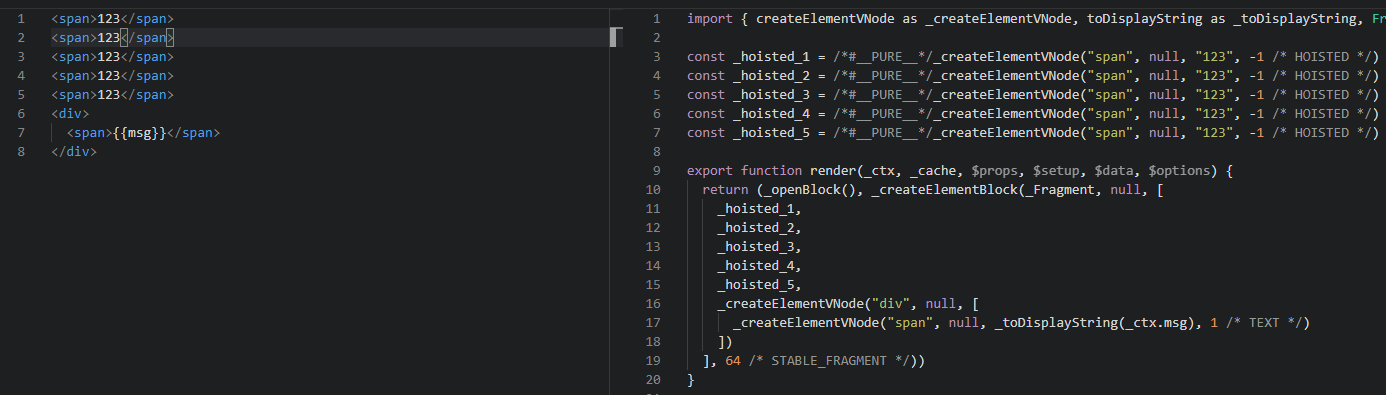 1 <span>123</span>
2 <span>123</span>
3 <span>123</span>
4 <span>123</span>
5 <span>123</span>
6 <div>
7   <span>{{msg}}</span>
8 </div>
1 import { createElementVNode as _createElementVNode, toDisplayString as _toDisplayString, Fr
2
3 const _hoisted_1 = /*#__PURE__*/_createElementVNode("span", null, "123", -1 /* HOISTED */)
4 const _hoisted_2 = /*#__PURE__*/_createElementVNode("span", null, "123", -1 /* HOISTED */)
5 const _hoisted_3 = /*#__PURE__*/_createElementVNode("span", null, "123", -1 /* HOISTED */)
6 const _hoisted_4 = /*#__PURE__*/_createElementVNode("span", null, "123", -1 /* HOISTED */)
7 const _hoisted_5 = /*#__PURE__*/_createElementVNode("span", null, "123", -1 /* HOISTED */)
8
9 export function render(_ctx, _cache, $props, $setup, $data, $options) {
10   return (_openBlock(), _createElementBlock(_Fragment, null, [
11     _hoisted_1,
12     _hoisted_2,
13     _hoisted_3,
14     _hoisted_4,
15     _hoisted_5,
16     _createElementVNode("div", null, [
17       _createElementVNode("span", null, _toDisplayString(_ctx.msg), 1 /* TEXT */)
18     ])
19   ], 64 /* STABLE_FRAGMENT */))
20 }